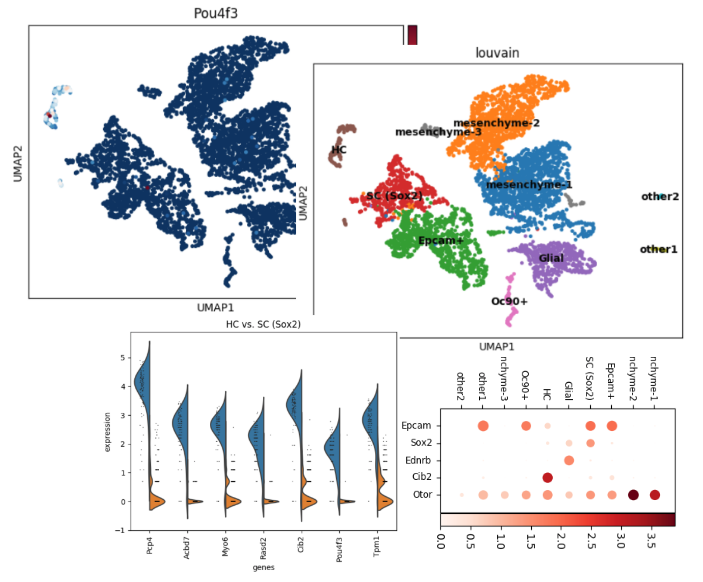 Pou4f3
UMAP2
UMAP1
louvain
mesenchyme-2
mesenchyme-3
HC
mesenchyme-1
SC (Sox2)
other2
Epcam+
other1
Glial
Oc90+
UMAP2
UMAP1
HC vs. SC (Sox2)
expression
5
4
3
2
1
0
−1
Pcp4
Acbd7
Myo6
Rasd2
Cib2
Pou4f3
Tpm1
genes
other2
other1
nchyme-3
Oc90+
HC
Glial
SC (Sox2)
Epcam+
nchyme-2
nchyme-1
Epcam
Sox2
Ednrb
Cib2
Otor
0.0
0.5
1.0
1.5
2.0
2.5
3.0
3.5